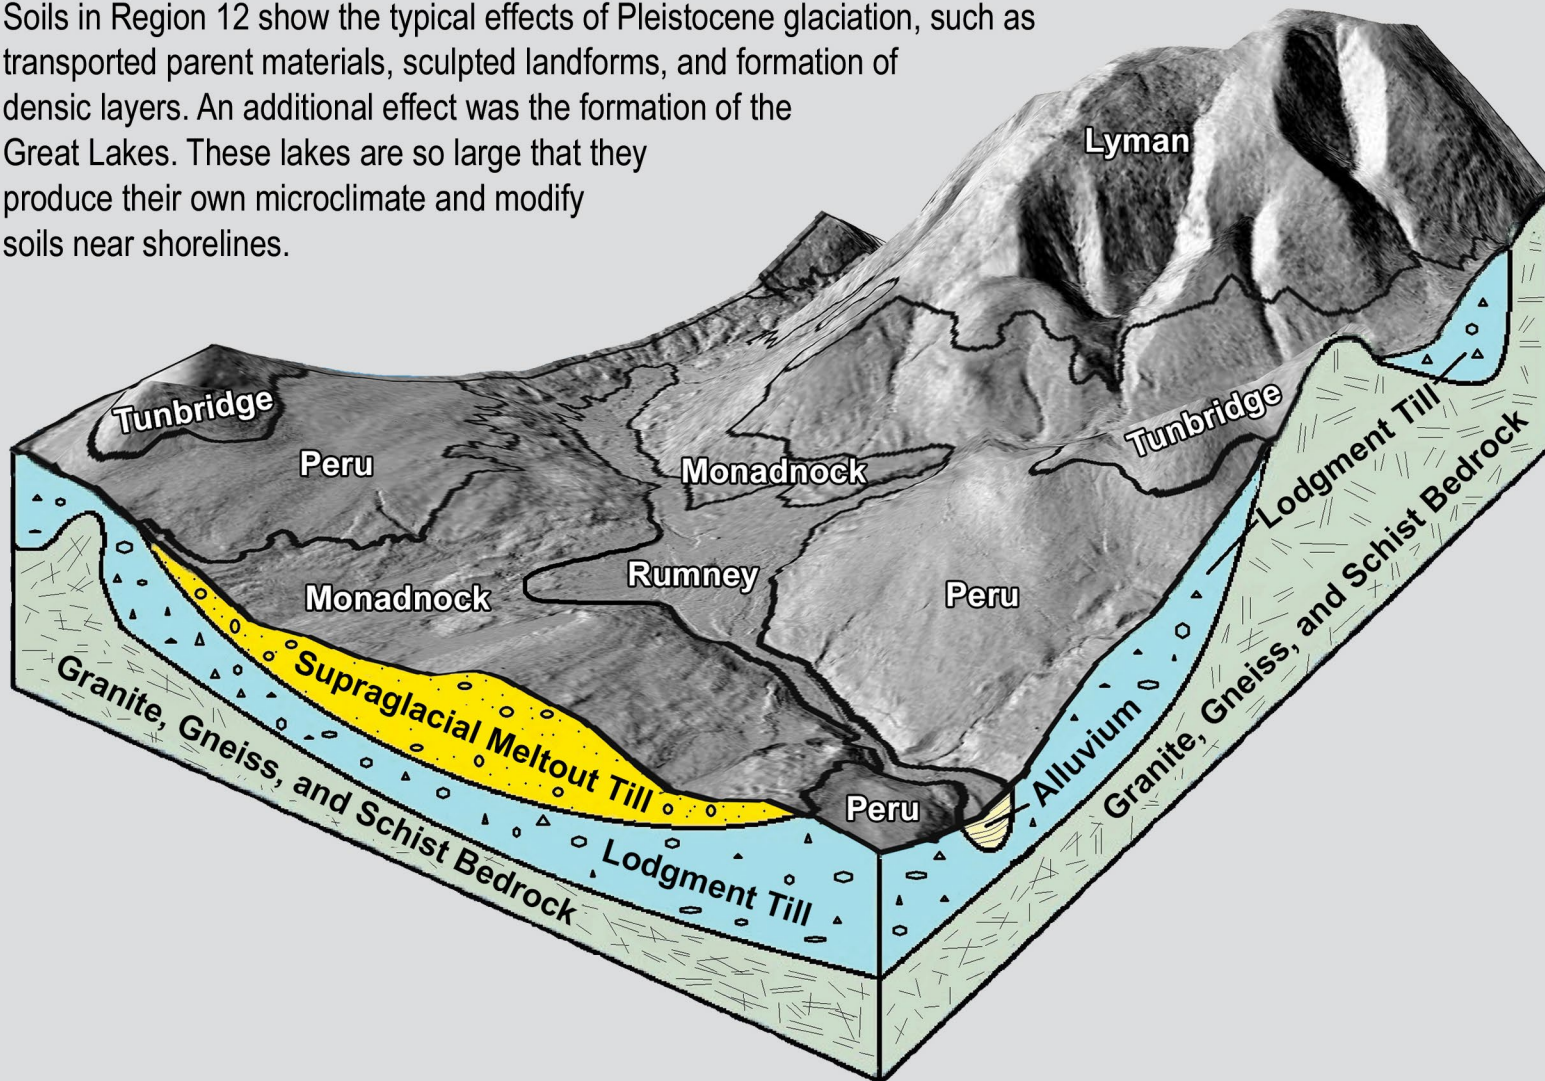 Soils in Region 12 show the typical effects of Pleistocene glaciation, such as
transported parent materials, sculpted landforms, and formation of
densic layers. An additional effect was the formation of the
Great Lakes. These lakes are so large that they
produce their own microclimate and modify
soils near shorelines.
Lyman
Tunbridge
Peru
Monadnock
Tunbridge
Lodgment Till
Monadnock
Rumney
Peru
Granite, Gneiss, and Schist Bedrock
Supraglacial Meltout Till
Alluvium
Peru
Lodgment Till
Granite, Gneiss, and Schist Bedrock